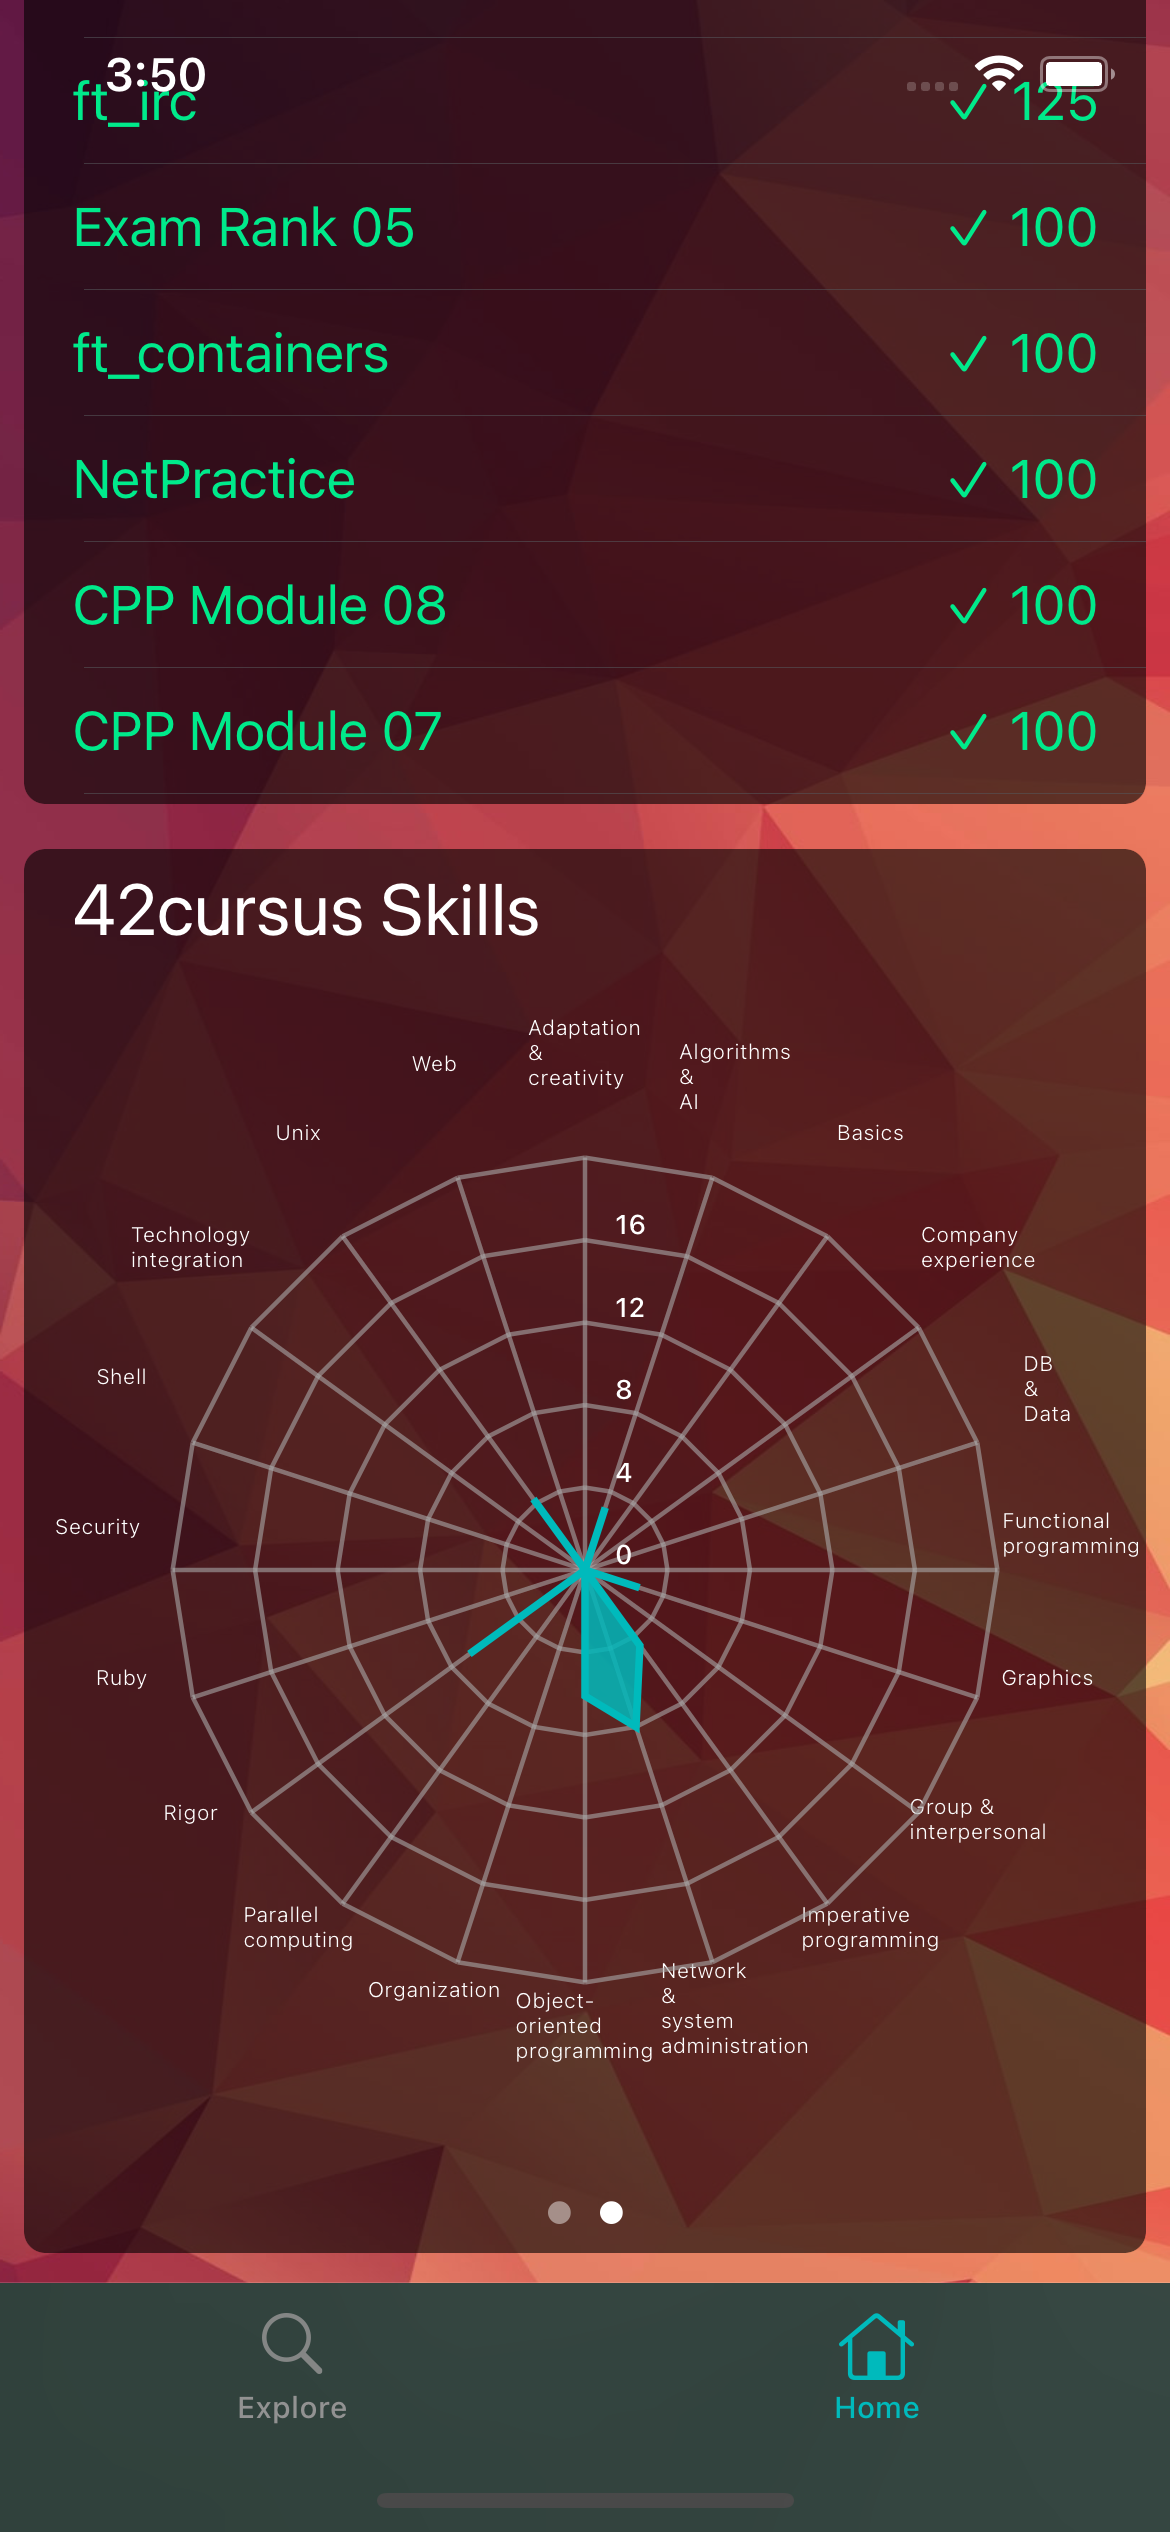 3:50
ft_irc ✓ 125
Exam Rank 05 ✓ 100
ft_containers ✓ 100
NetPractice ✓ 100
CPP Module 08 ✓ 100
CPP Module 07 ✓ 100
42cursus Skills
Adaptation
&
creativity
Algorithms
&
AI
Web
Unix
Basics
Technology
integration
Company
experience
Shell
DB
&
Data
Security
Functional
programming
Ruby
Graphics
Rigor
Group &
interpersonal
Parallel
computing
Imperative
programming
Organization
Object-
oriented
programming
Network
&
system
administration
16
12
8
4
0
Explore
Home